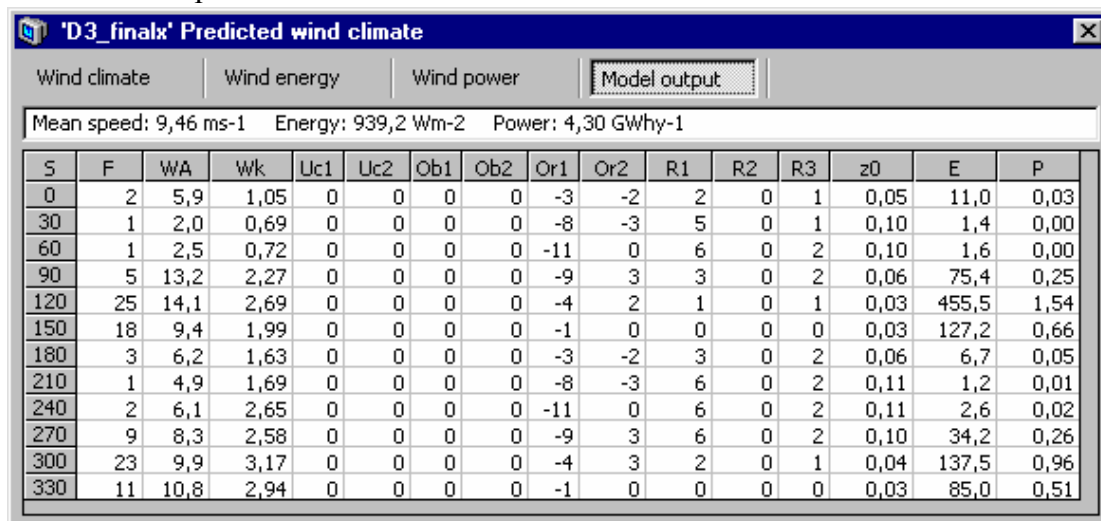 'D3_finalx' Predicted wind climate
Wind climate Wind energy Wind power Model output
Mean speed: 9,46 ms-1 Energy: 939,2 Wm-2 Power: 4,30 GWhy-1
S F WA Wk Uc1 Uc2 Ob1 Ob2 Or1 Or2 R1 R2 R3 z0 E P
0 2 5,9 1,05 0 0 0 0 -3 -2 2 0 1 0,05 11,0 0,03
30 1 2,0 0,69 0 0 0 0 -8 -3 5 0 1 0,10 1,4 0,00
60 1 2,5 0,72 0 0 0 0 -11 0 6 0 2 0,10 1,6 0,00
90 5 13,2 2,27 0 0 0 0 -9 3 3 0 2 0,06 75,4 0,25
120 25 14,1 2,69 0 0 0 0 -4 2 1 0 1 0,03 455,5 1,54
150 18 9,4 1,99 0 0 0 0 -1 0 0 0 0 0,03 127,2 0,66
180 3 6,2 1,63 0 0 0 0 -3 -2 3 0 2 0,06 6,7 0,05
210 1 4,9 1,69 0 0 0 0 -8 -3 6 0 2 0,11 1,2 0,01
240 2 6,1 2,65 0 0 0 0 -11 0 6 0 2 0,11 2,6 0,02
270 9 8,3 2,58 0 0 0 0 -9 3 6 0 2 0,10 34,2 0,26
300 23 9,9 3,17 0 0 0 0 -4 3 2 0 1 0,04 137,5 0,96
330 11 10,8 2,94 0 0 0 0 -1 0 0 0 0 0,03 85,0 0,51